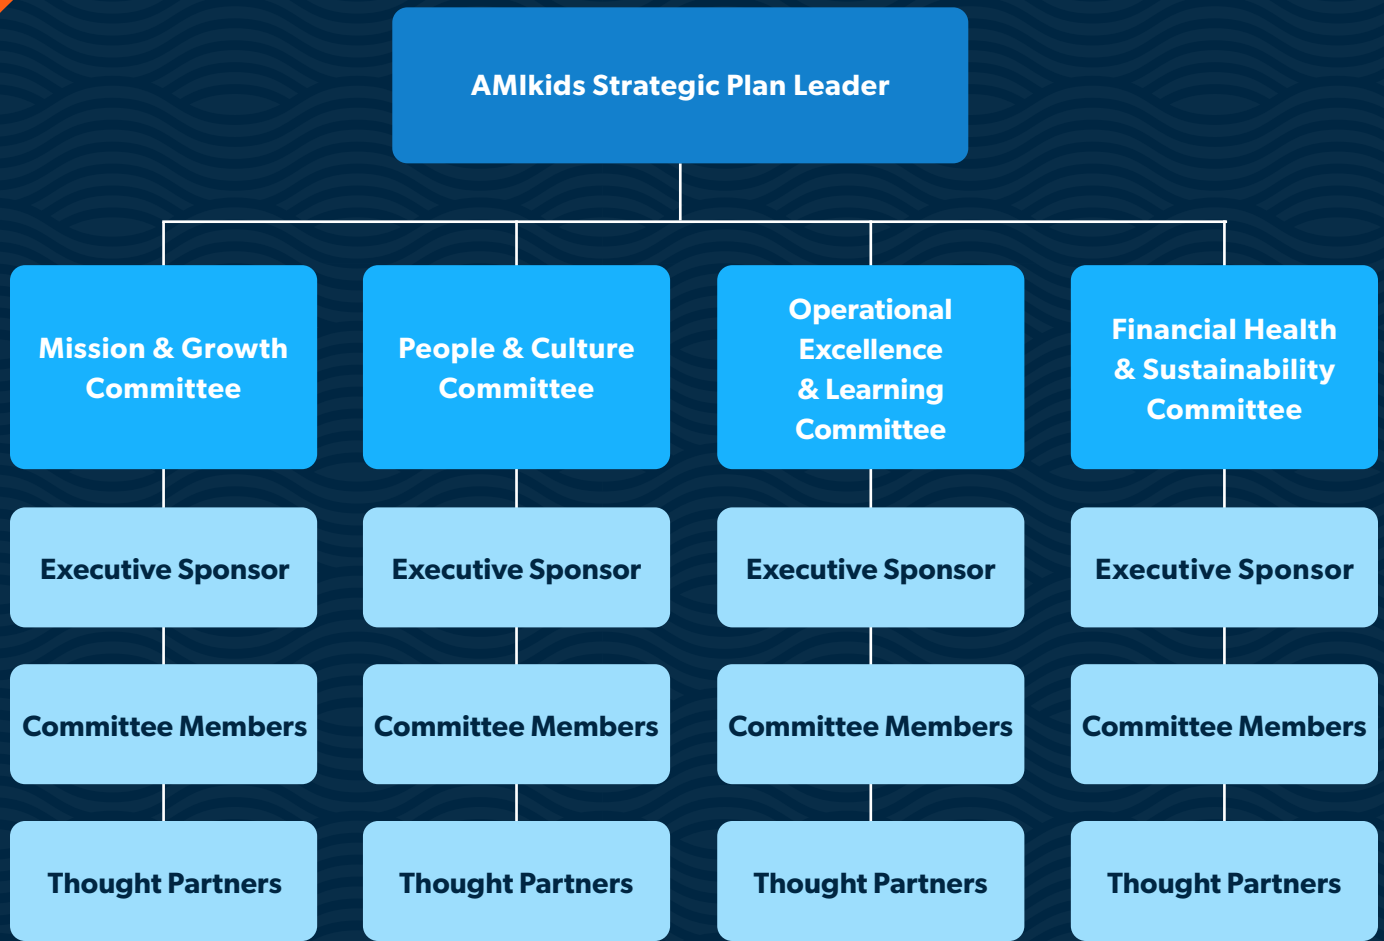 AMIkids Strategic Plan Leader
Mission & Growth
Committee
People & Culture
Committee
Operational
Excellence
& Learning
Committee
Financial Health
& Sustainability
Committee
Executive Sponsor
Executive Sponsor
Executive Sponsor
Executive Sponsor
Committee Members
Committee Members
Committee Members
Committee Members
Thought Partners
Thought Partners
Thought Partners
Thought Partners